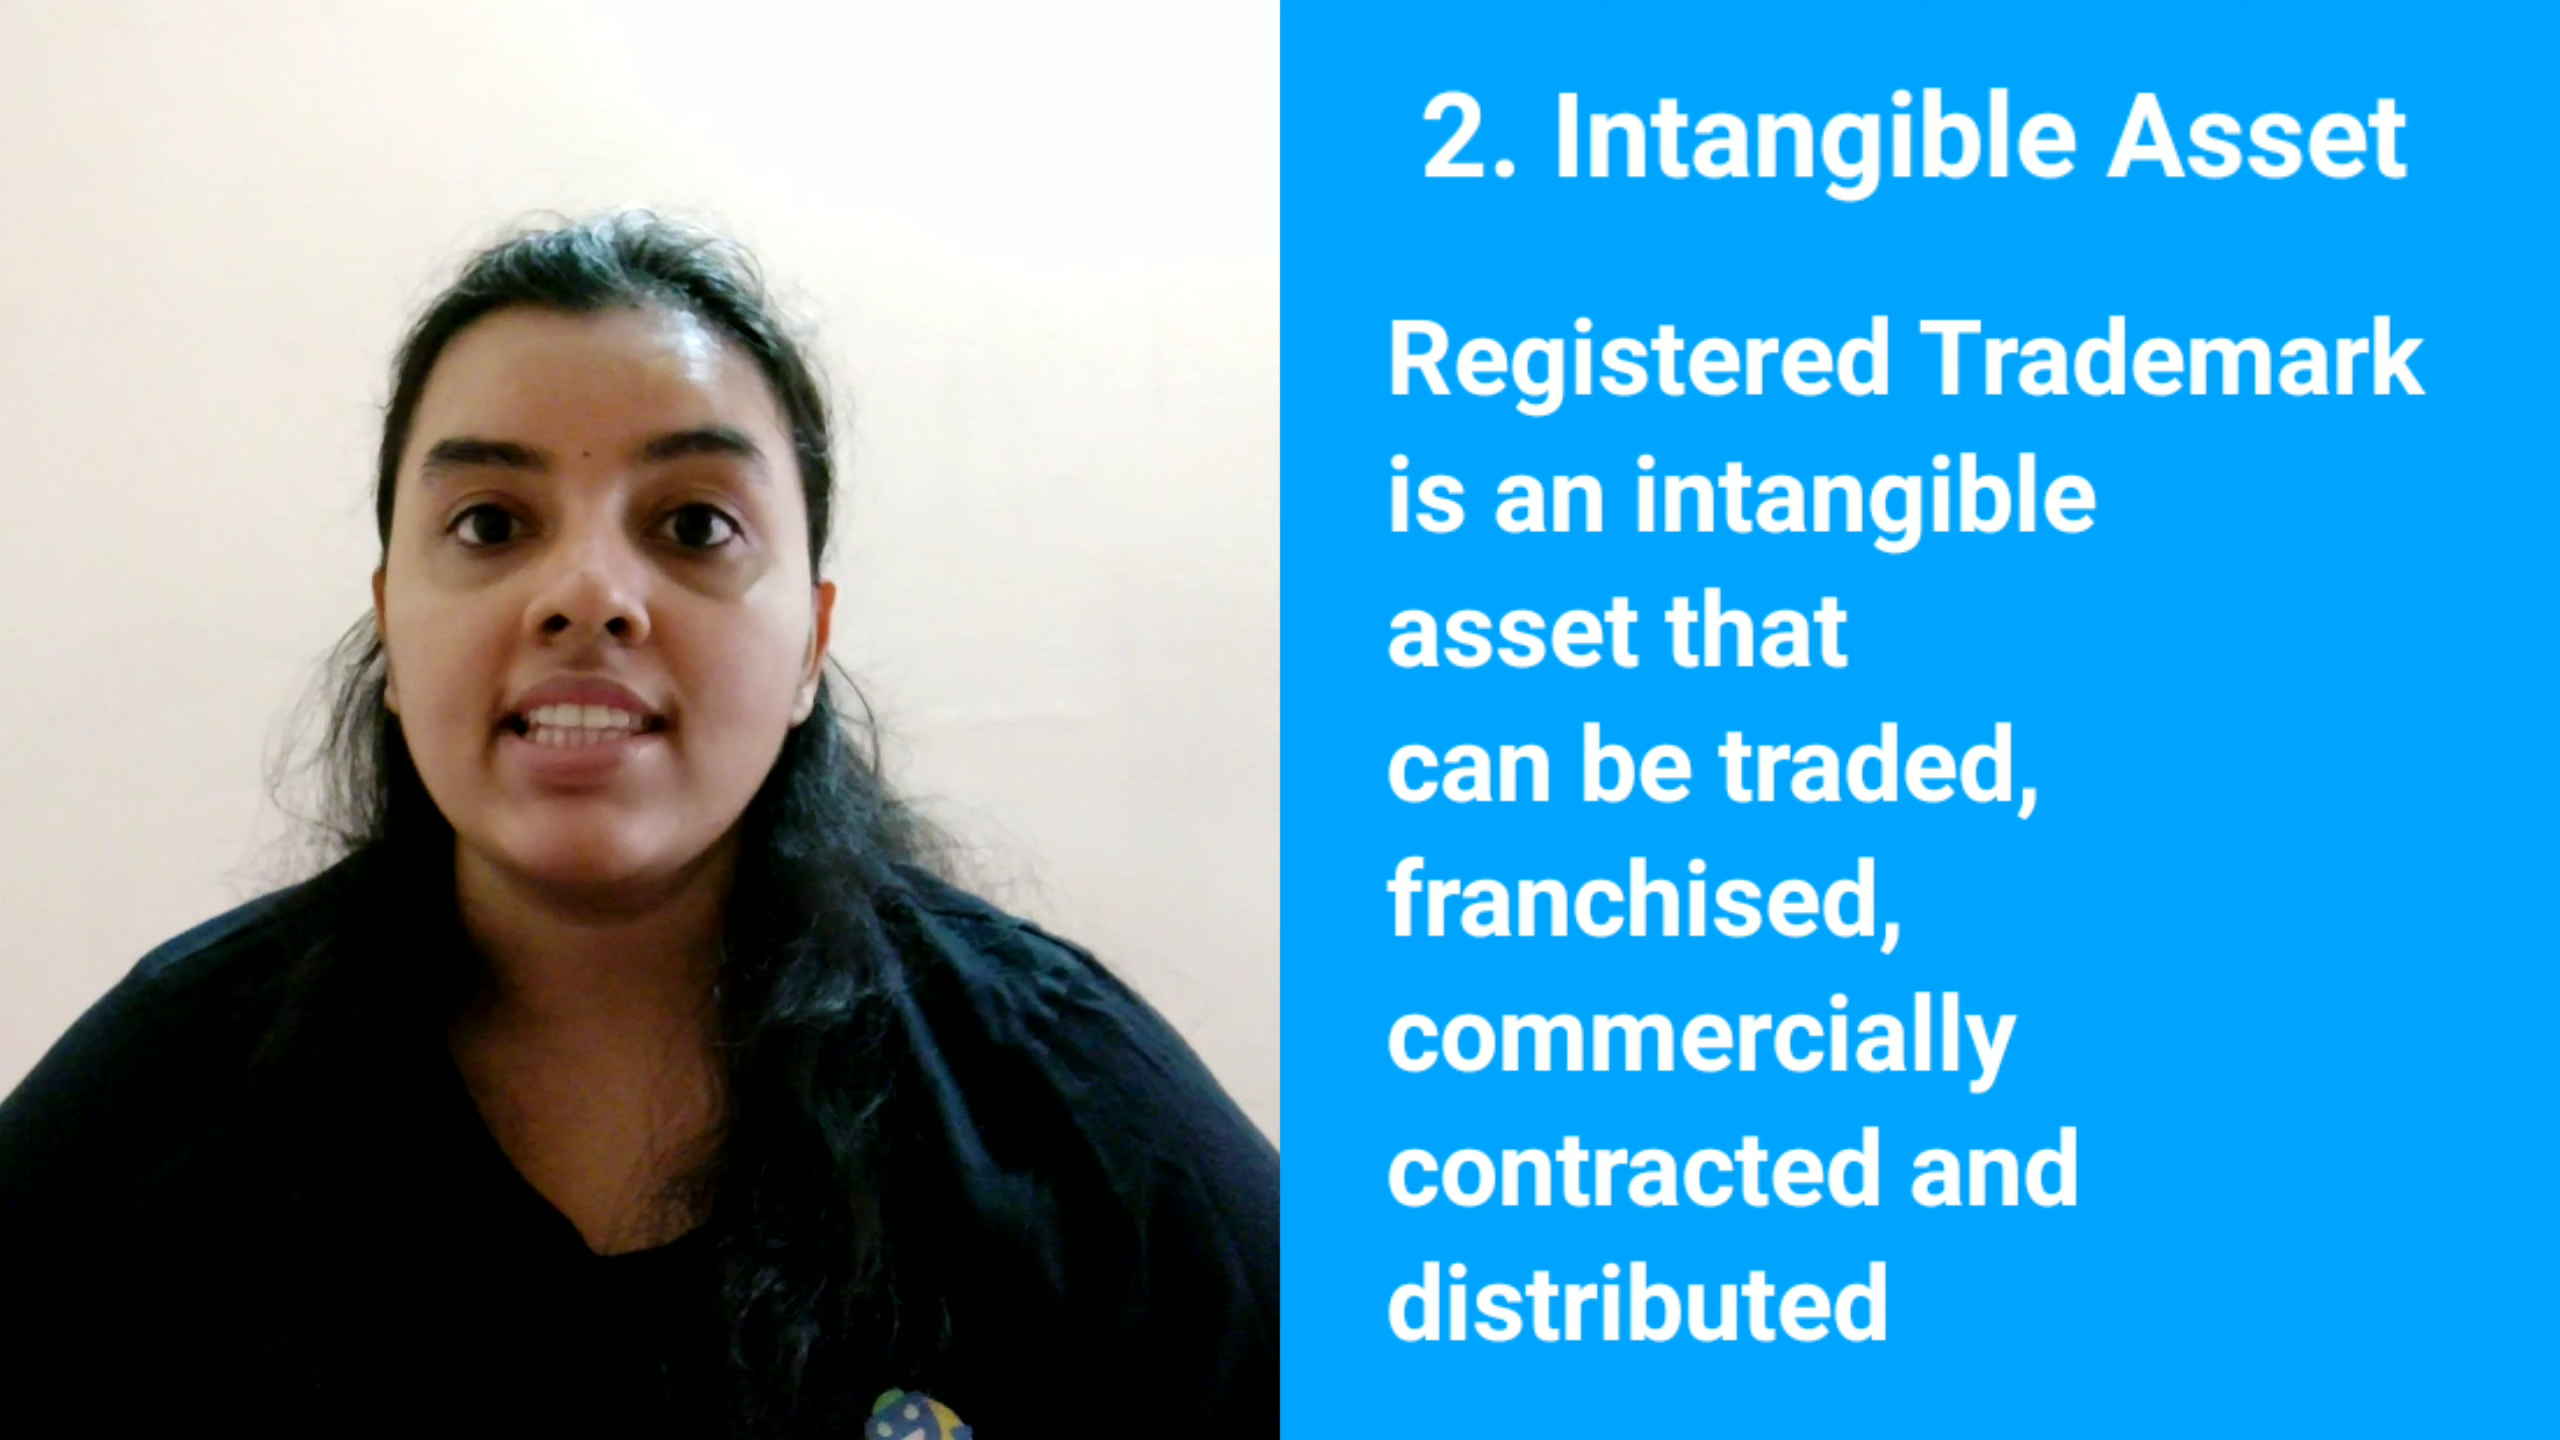 2. Intangible Asset
Registered Trademark
is an intangible
asset that
can be traded,
franchised,
commercially
contracted and
distributed